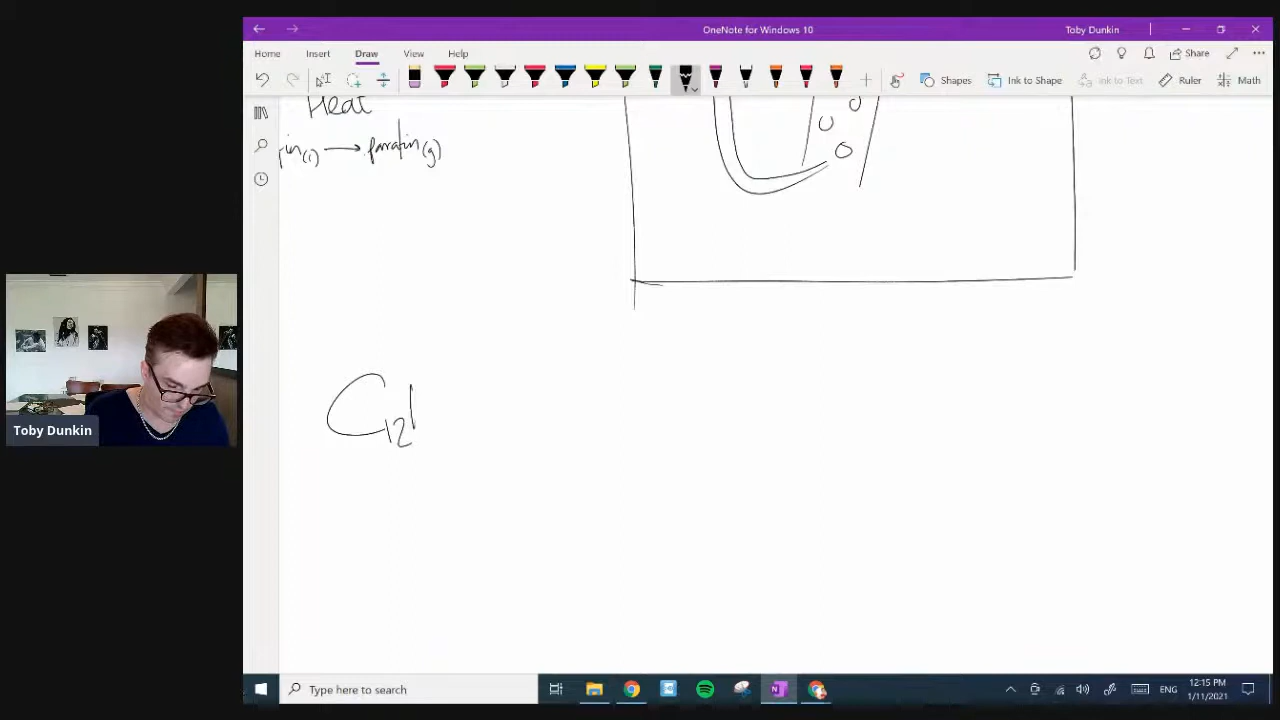 OneNote for Windows 10
Toby Dunkin
Home Insert Draw View Help
Share
Shapes Ink to Shape Ink to Text Ruler Math
Heat
in(l) → paraffin(g)
C12
Toby Dunkin
Type here to search
ENG
12:15 PM
1/11/2021